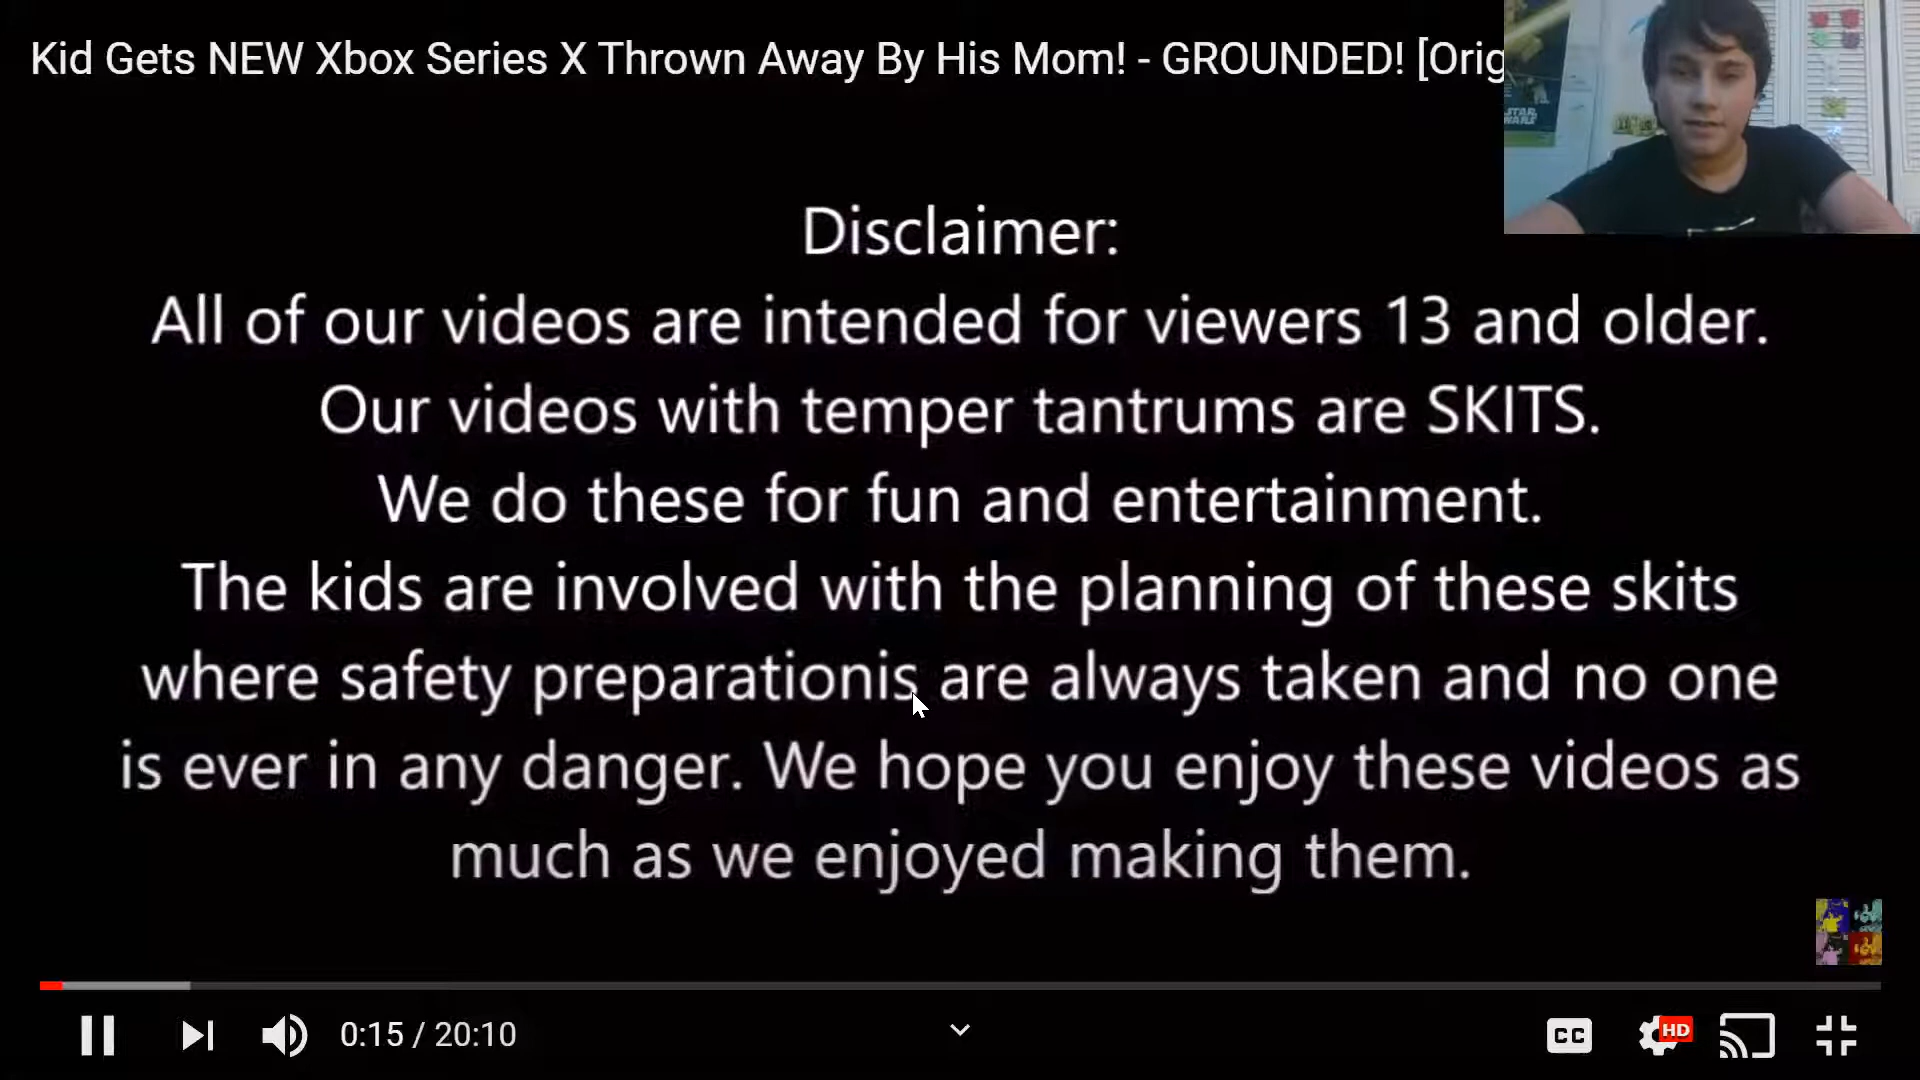 Kid Gets NEW Xbox Series X Thrown Away By His Mom! - GROUNDED! [Orig
STAR
WARS
Disclaimer:
All of our videos are intended for viewers 13 and older.
Our videos with temper tantrums are SKITS.
We do these for fun and entertainment.
The kids are involved with the planning of these skits
where safety preparationis are always taken and no one
is ever in any danger. We hope you enjoy these videos as
much as we enjoyed making them.
0:15 / 20:10
CC
HD